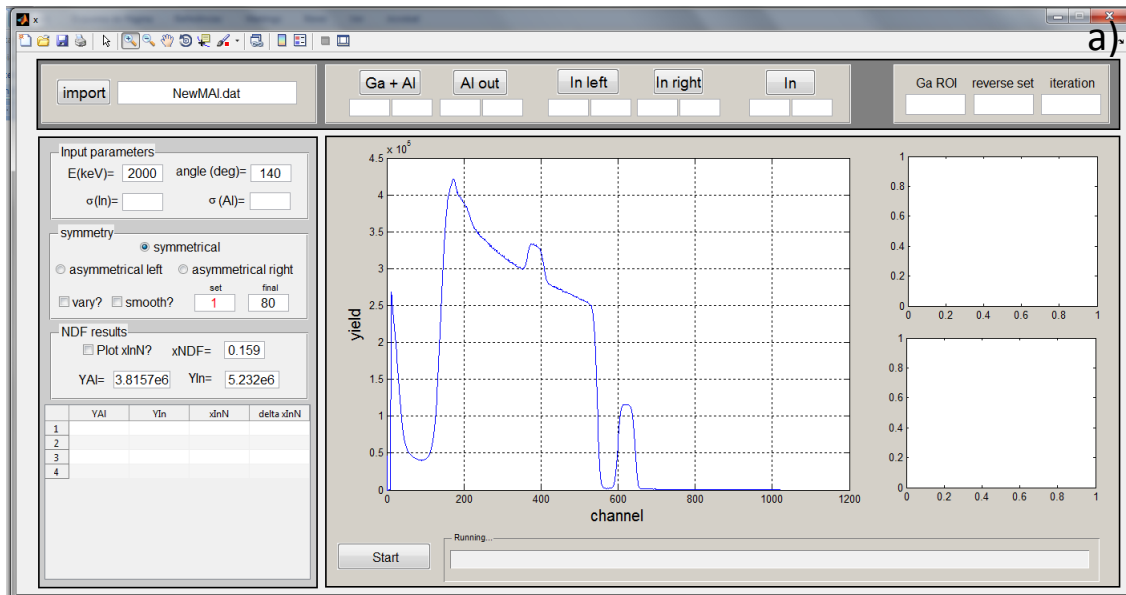 x
a)
import NewMAI.dat
Ga + Al Al out In left In right In
Ga ROI reverse set iteration
Input parameters
E(keV)= 2000 angle (deg)= 140
σ(In)= σ(Al)=
symmetry
symmetrical
asymmetrical left asymmetrical right
set final
vary? smooth? 1 80
NDF results
Plot xInN? xNDF= 0.159
YAl= 3.8157e6 YIn= 5.232e6
YAl YIn xInN delta xInN
1
2
3
4
x 10^5
4.5
4
3.5
3
2.5
2
1.5
1
0.5
0
yield
0 200 400 600 800 1000 1200
channel
1
0.8
0.6
0.4
0.2
0
0 0.2 0.4 0.6 0.8 1
1
0.8
0.6
0.4
0.2
0
0 0.2 0.4 0.6 0.8 1
Start
Running...